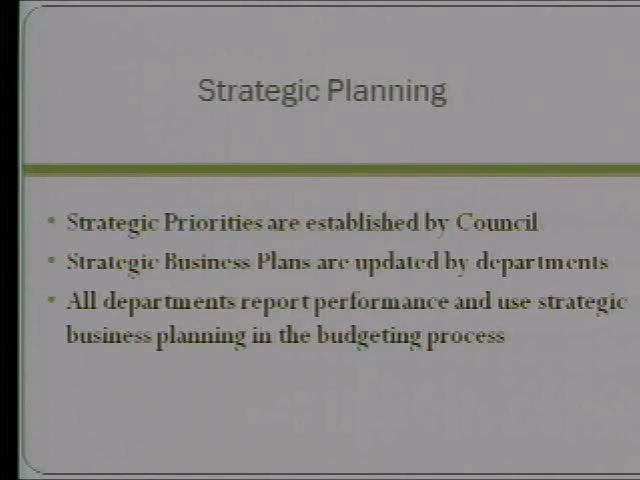 Strategic Planning
• Strategic Priorities are established by Council
• Strategic Business Plans are updated by departments
• All departments report performance and use strategic
business planning in the budgeting process